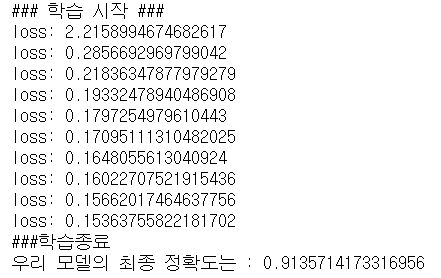 ### 학습 시작 ###
loss: 2.2158994674682617
loss: 0.2856692969799042
loss: 0.21836347877979279
loss: 0.19332478940486908
loss: 0.1797254979610443
loss: 0.17095111310482025
loss: 0.1648055613040924
loss: 0.16022707521915436
loss: 0.15662017464637756
loss: 0.15363755822181702
###학습종료
우리 모델의 최종 정확도는 : 0.9135714173316956